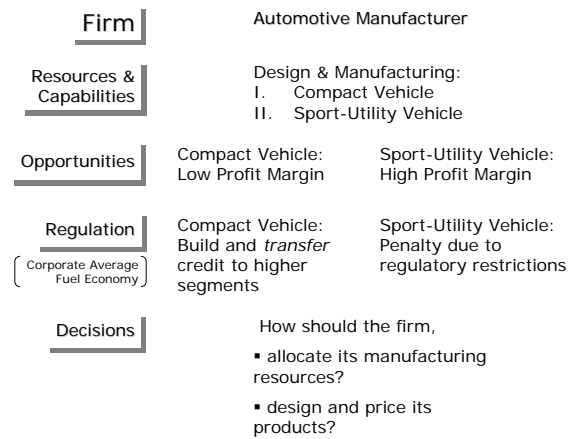 Firm
Automotive Manufacturer
Resources &
Capabilities
Design & Manufacturing:
I. Compact Vehicle
II. Sport-Utility Vehicle
Opportunities
Compact Vehicle:
Low Profit Margin
Sport-Utility Vehicle:
High Profit Margin
Regulation
Corporate Average
Fuel Economy
Compact Vehicle:
Build and transfer
credit to higher
segments
Sport-Utility Vehicle:
Penalty due to
regulatory restrictions
Decisions
How should the firm,
▪ allocate its manufacturing
resources?
▪ design and price its
products?